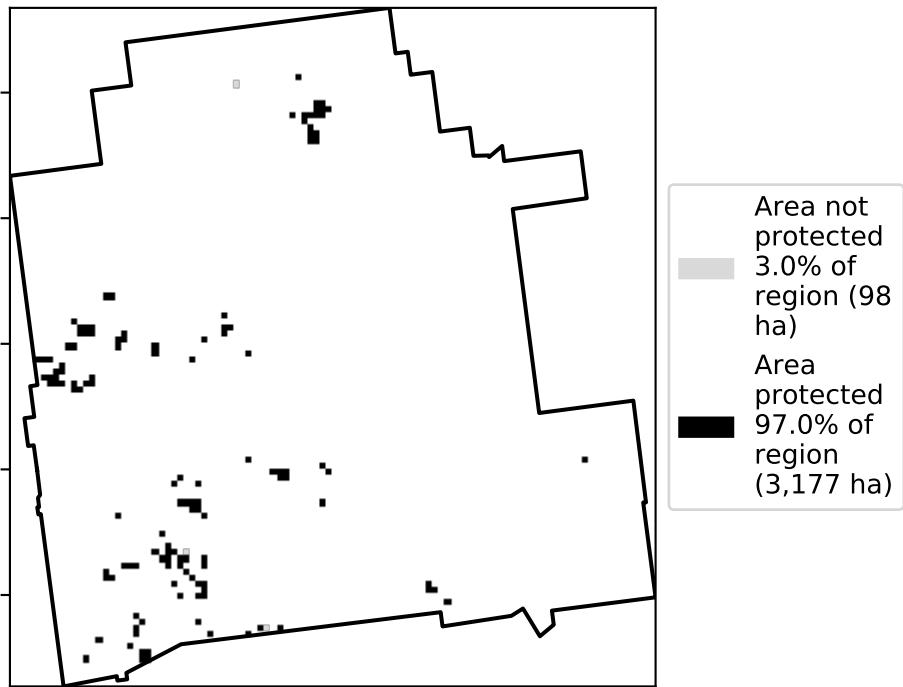 Area not
protected
3.0% of
region (98
ha)
Area
protected
97.0% of
region
(3,177 ha)